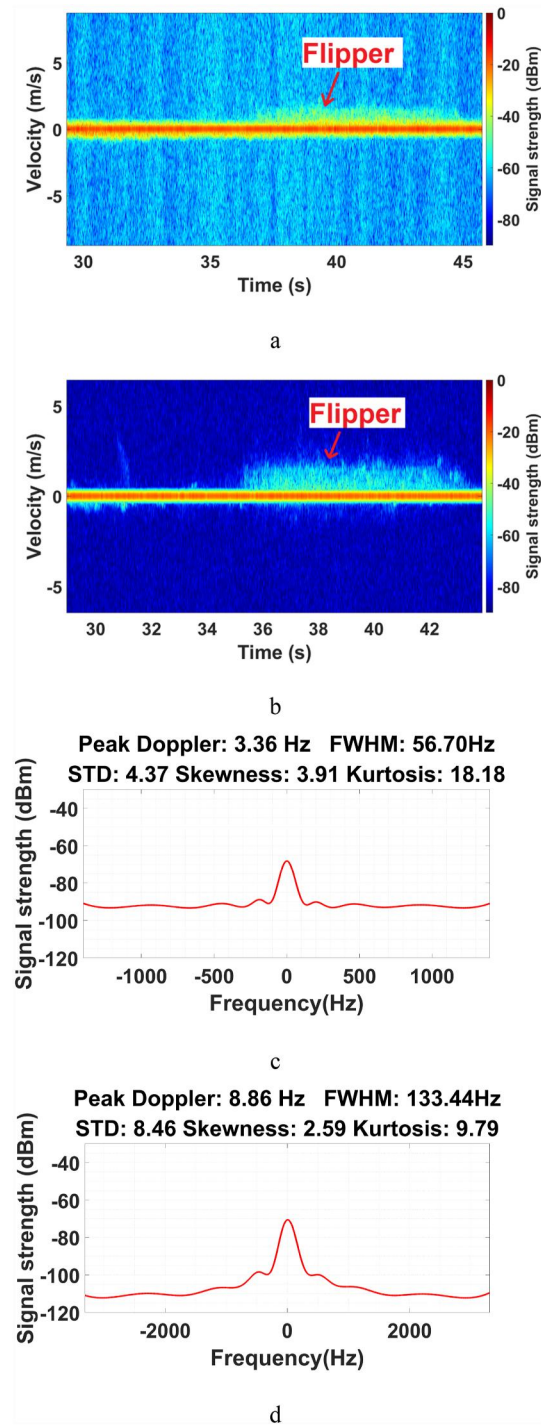 Flipper
Velocity (m/s)
5
0
-5
30 35 40 45
Time (s)
0
-20
-40
-60
-80
Signal strength (dBm)
a
Flipper
Velocity (m/s)
5
0
-5
30 32 34 36 38 40 42
Time (s)
0
-20
-40
-60
-80
Signal strength (dBm)
b
Peak Doppler: 3.36 Hz FWHM: 56.70Hz
STD: 4.37 Skewness: 3.91 Kurtosis: 18.18
Signal strength (dBm)
-40
-60
-80
-100
-120
-1000 -500 0 500 1000
Frequency(Hz)
c
Peak Doppler: 8.86 Hz FWHM: 133.44Hz
STD: 8.46 Skewness: 2.59 Kurtosis: 9.79
Signal strength (dBm)
-40
-60
-80
-100
-120
-2000 0 2000
Frequency(Hz)
d